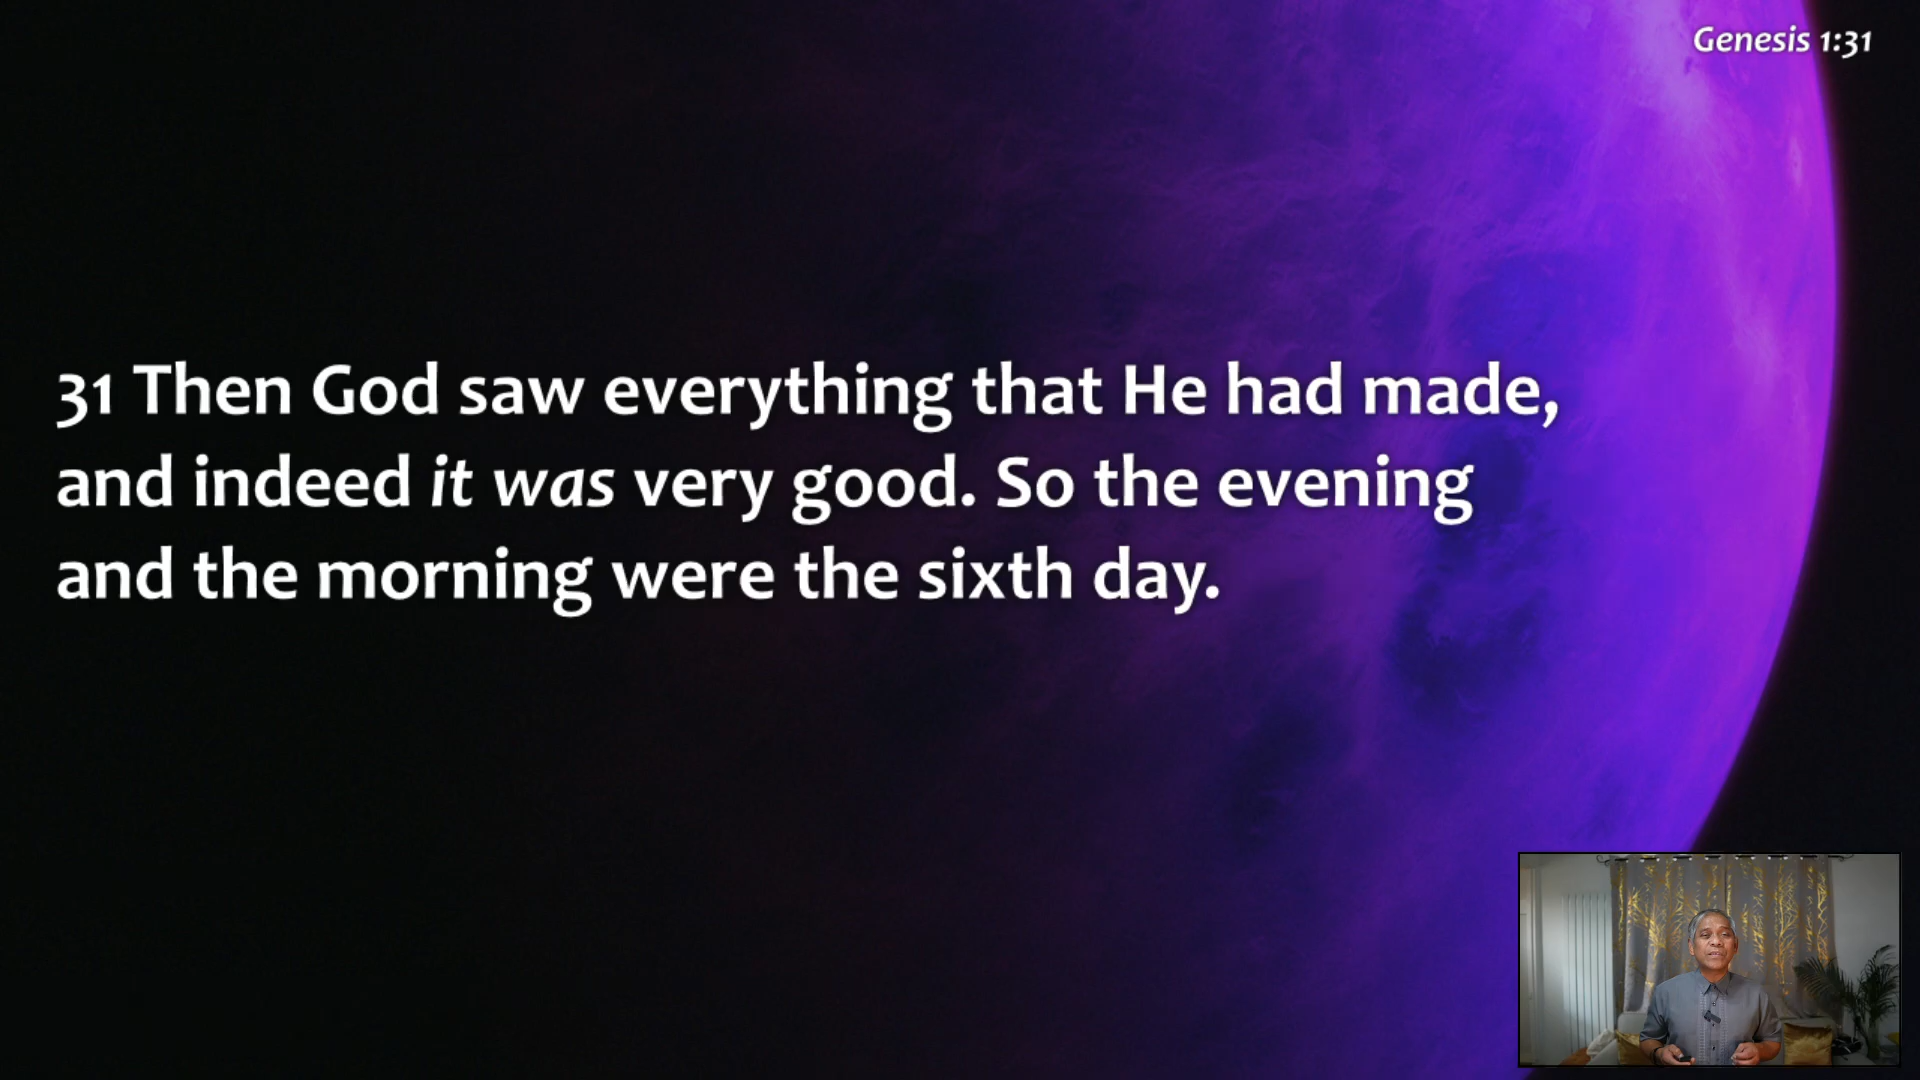 Genesis 1:31
31 Then God saw everything that He had made,
and indeed it was very good. So the evening
and the morning were the sixth day.